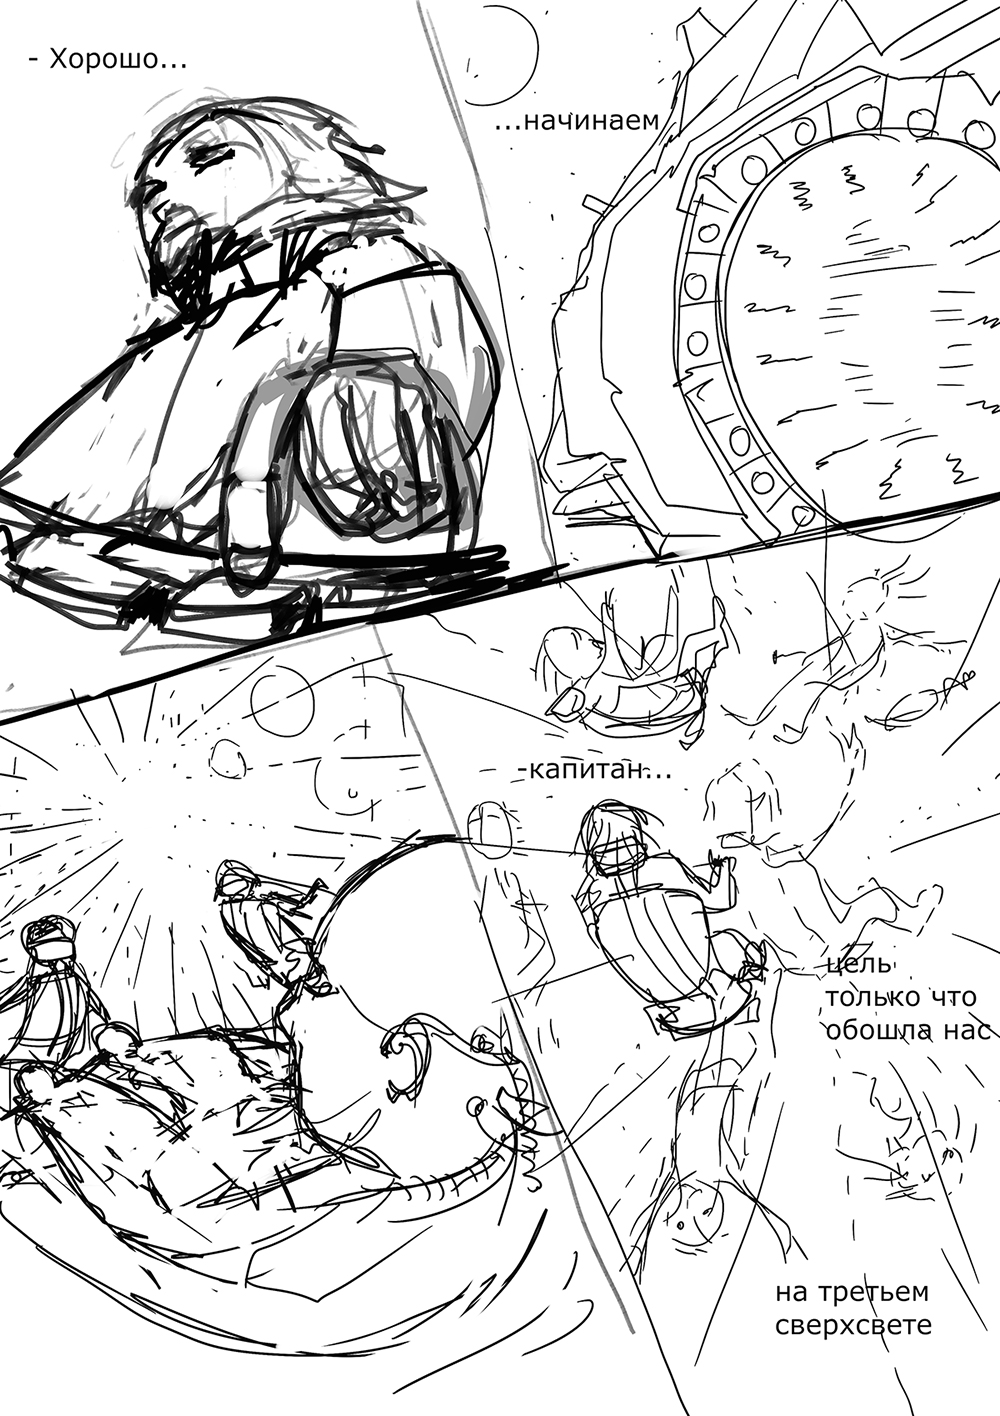 - Хорошо...
...начинаем
-капитан...
цель
только что
обошла нас
на третьем
сверхсвете